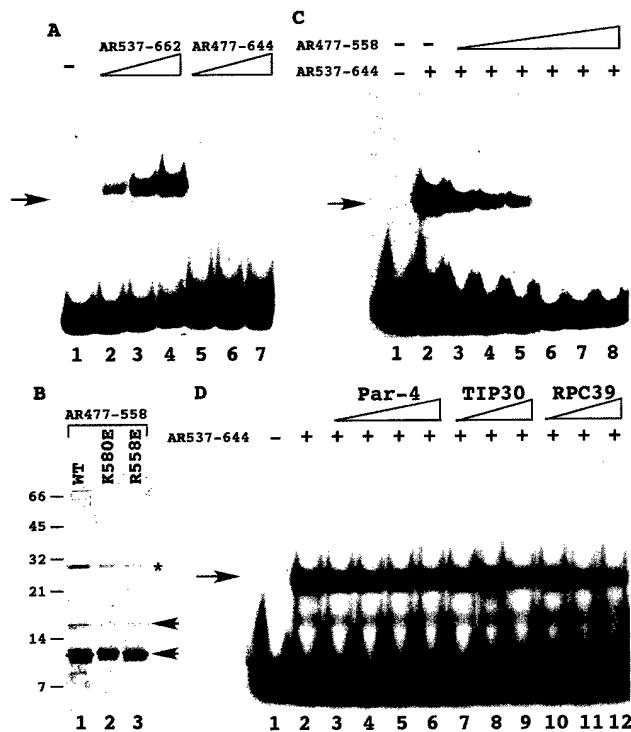 A
AR537-662 AR477-644
-
1 2 3 4 5 6 7
C
AR477-558 - -
AR537-644 - + + + + + + +
1 2 3 4 5 6 7 8
B
AR477-558
WT K580E R558E
66
45
32
*
21
14
7
1 2 3
D
Par-4 TIP30 RPC39
AR537-644 - + + + + + + + + + + +
1 2 3 4 5 6 7 8 9 10 11 12